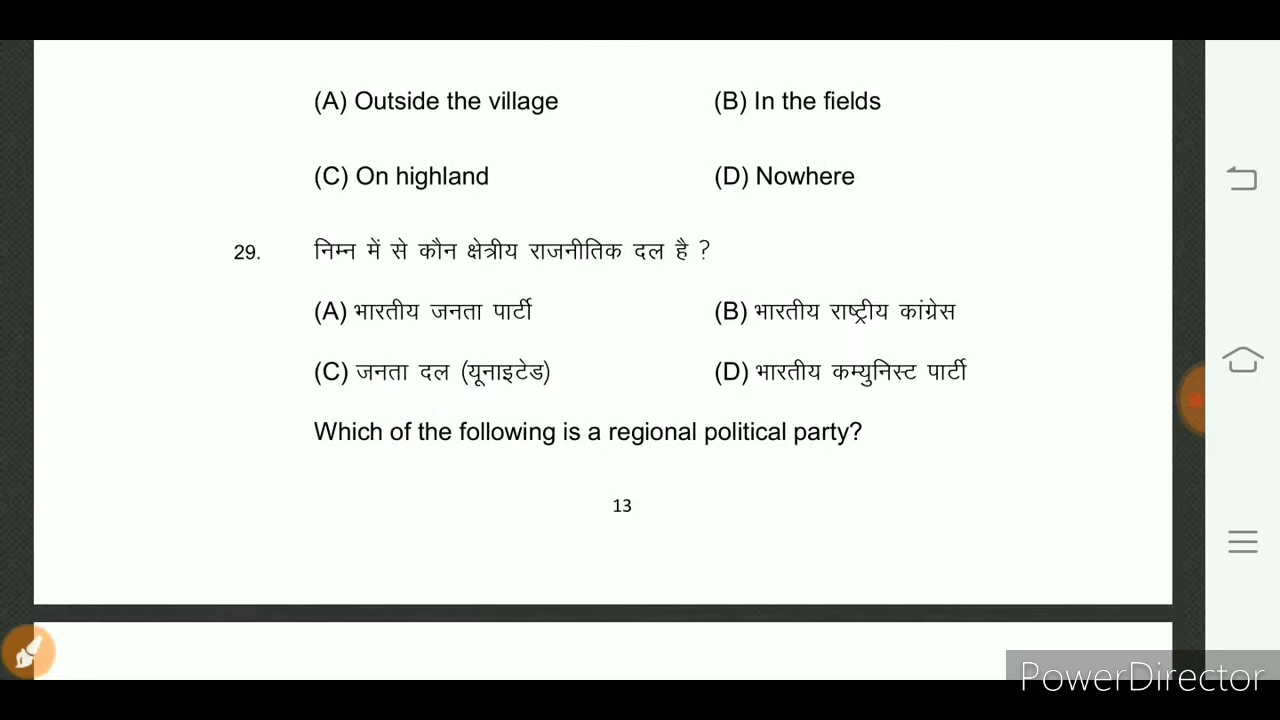 (A) Outside the village (B) In the fields
(C) On highland (D) Nowhere
29. निम्न में से कौन क्षेत्रीय राजनीतिक दल है ?
(A) भारतीय जनता पार्टी (B) भारतीय राष्ट्रीय कांग्रेस
(C) जनता दल (यूनाइटेड) (D) भारतीय कम्युनिस्ट पार्टी
Which of the following is a regional political party?
13
PowerDirector